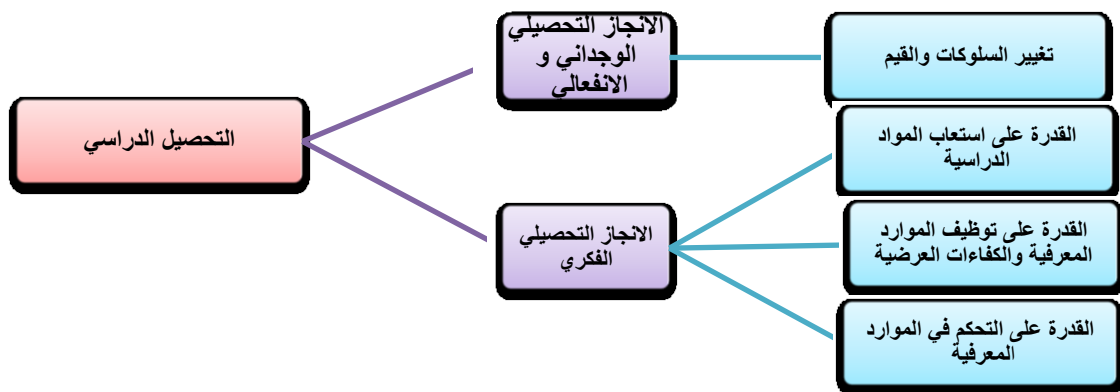 التحصيل الدراسي
الانجاز التحصيلي
الوجداني و
الانفعالي
تغيير السلوكات والقيم
الانجاز التحصيلي
الفكري
القدرة على استعاب المواد
الدراسية
القدرة على توظيف الموارد
المعرفية والكفاءات العرضية
القدرة على التحكم في الموارد
المعرفية